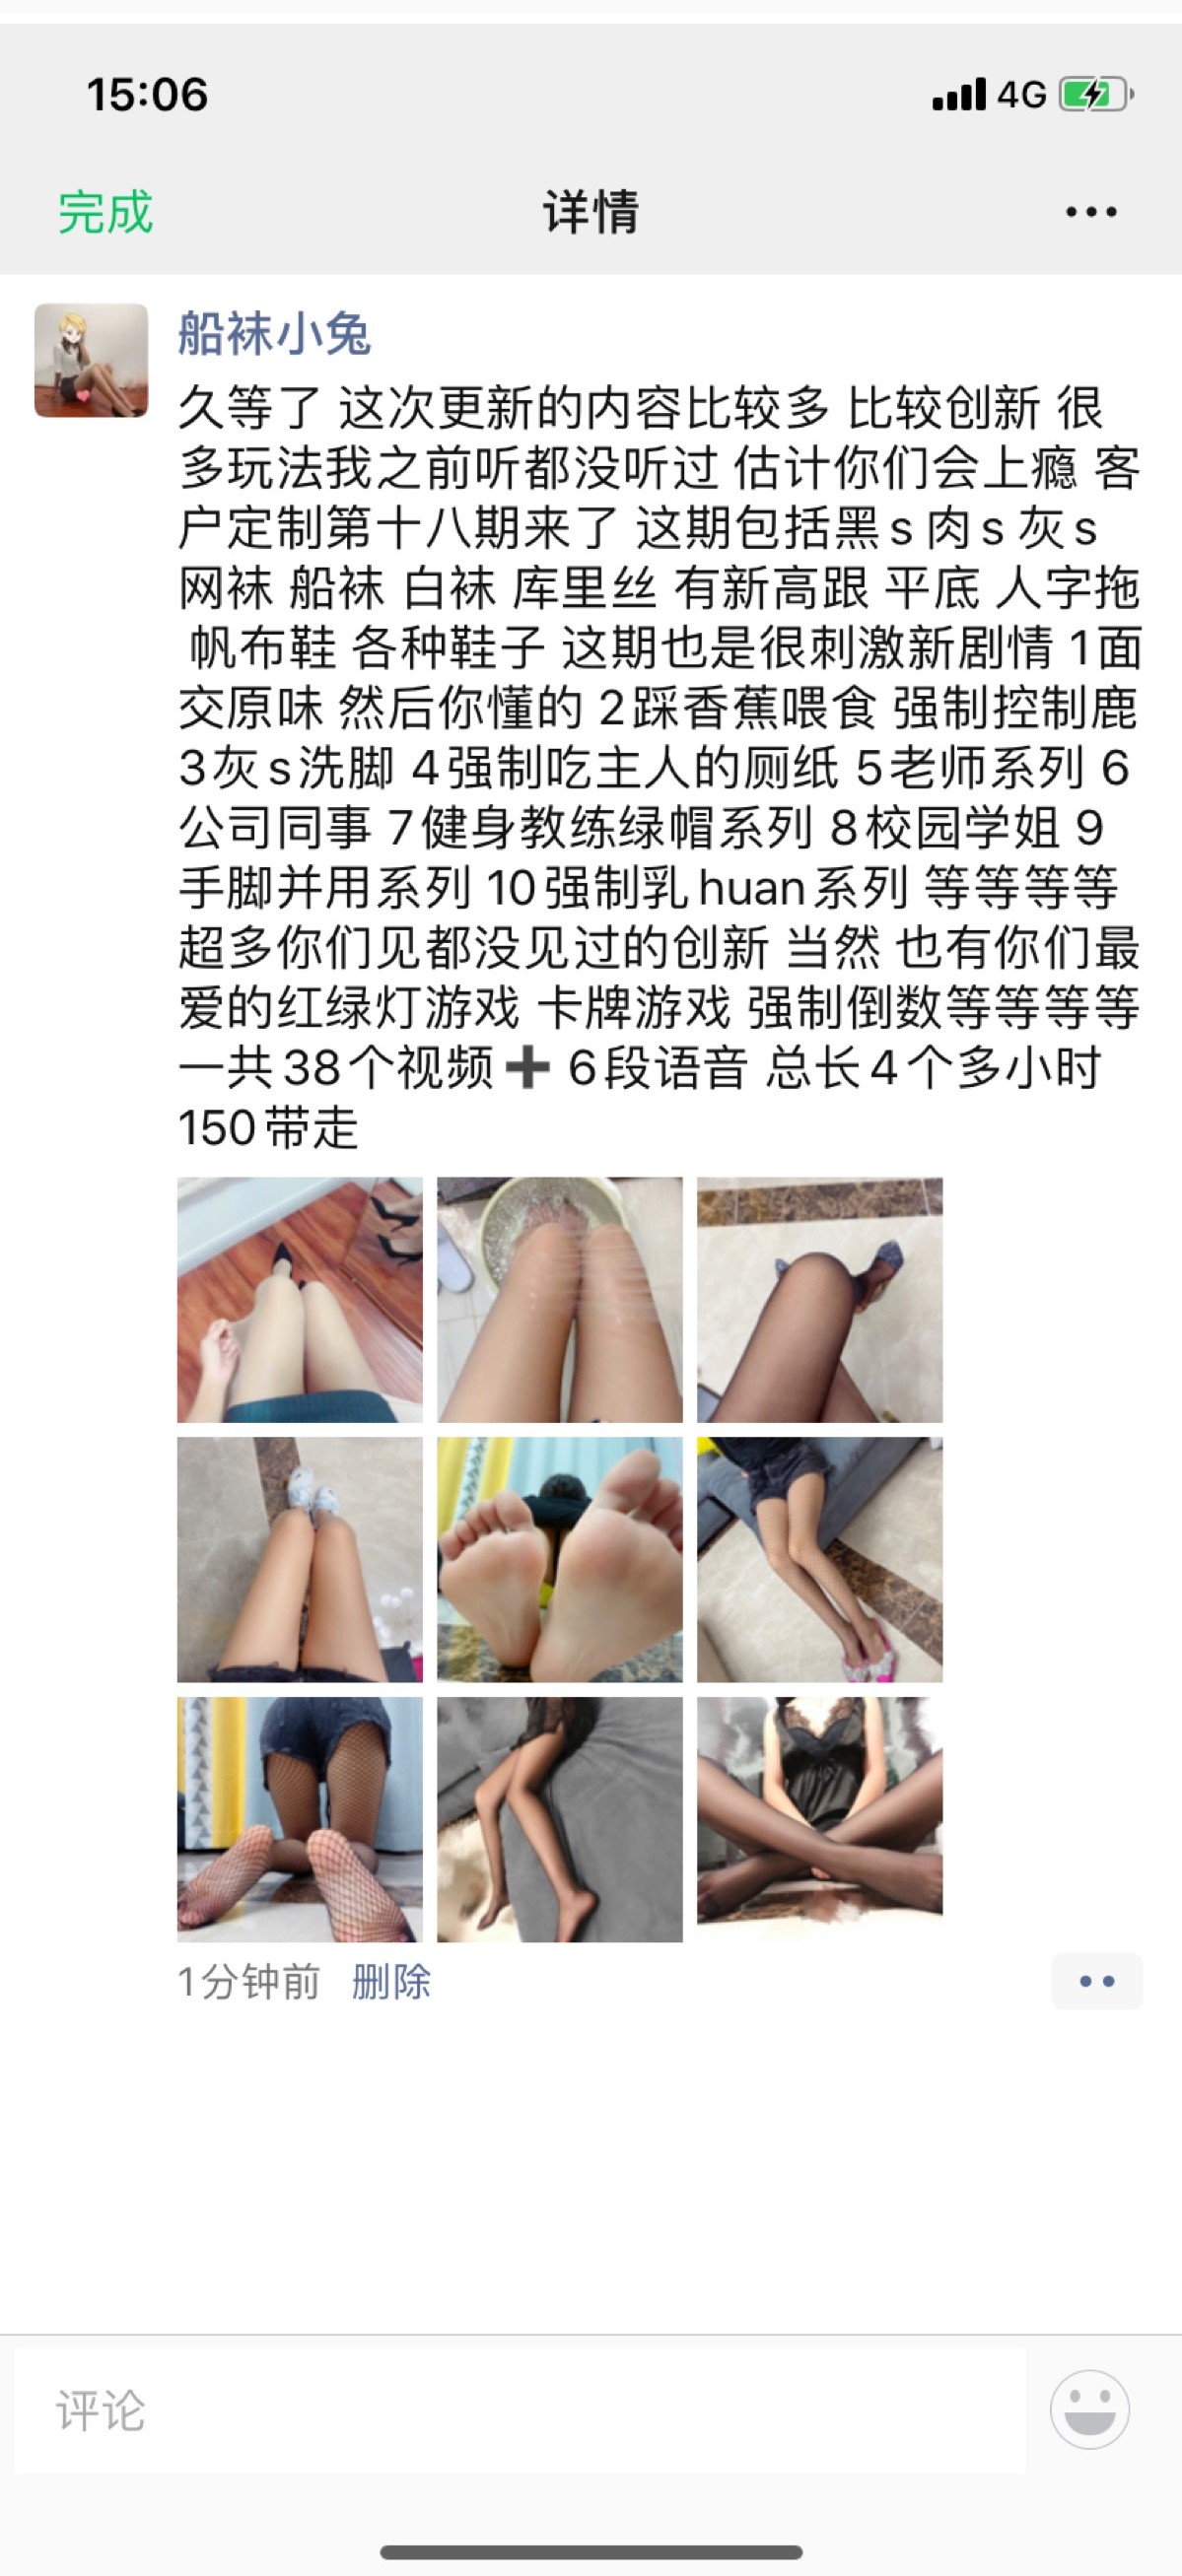 15:06
4G
完成
详情
船袜小兔
久等了 这次更新的内容比较多 比较创新 很
多玩法我之前听都没听过 估计你们会上瘾 客
户定制第十八期来了 这期包括黑s 肉s 灰s
网袜 船袜 白袜 库里丝 有新高跟 平底 人字拖
帆布鞋 各种鞋子 这期也是很刺激新剧情 1面
交原味 然后你懂的 2踩香蕉喂食 强制控制鹿
3灰s洗脚 4强制吃主人的厕纸 5老师系列 6
公司同事 7健身教练绿帽系列 8校园学姐 9
手脚并用系列 10强制乳huan系列 等等等等
超多你们见都没见过的创新 当然 也有你们最
爱的红绿灯游戏 卡牌游戏 强制倒数等等等等
一共38个视频➕ 6段语音 总长4个多小时
150带走
1分钟前 删除
评论